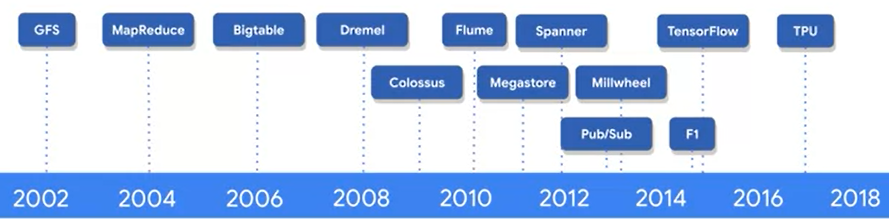 GFS MapReduce Bigtable Dremel Flume Spanner TensorFlow TPU
Colossus Megastore Millwheel
Pub/Sub F1
2002 2004 2006 2008 2010 2012 2014 2016 2018